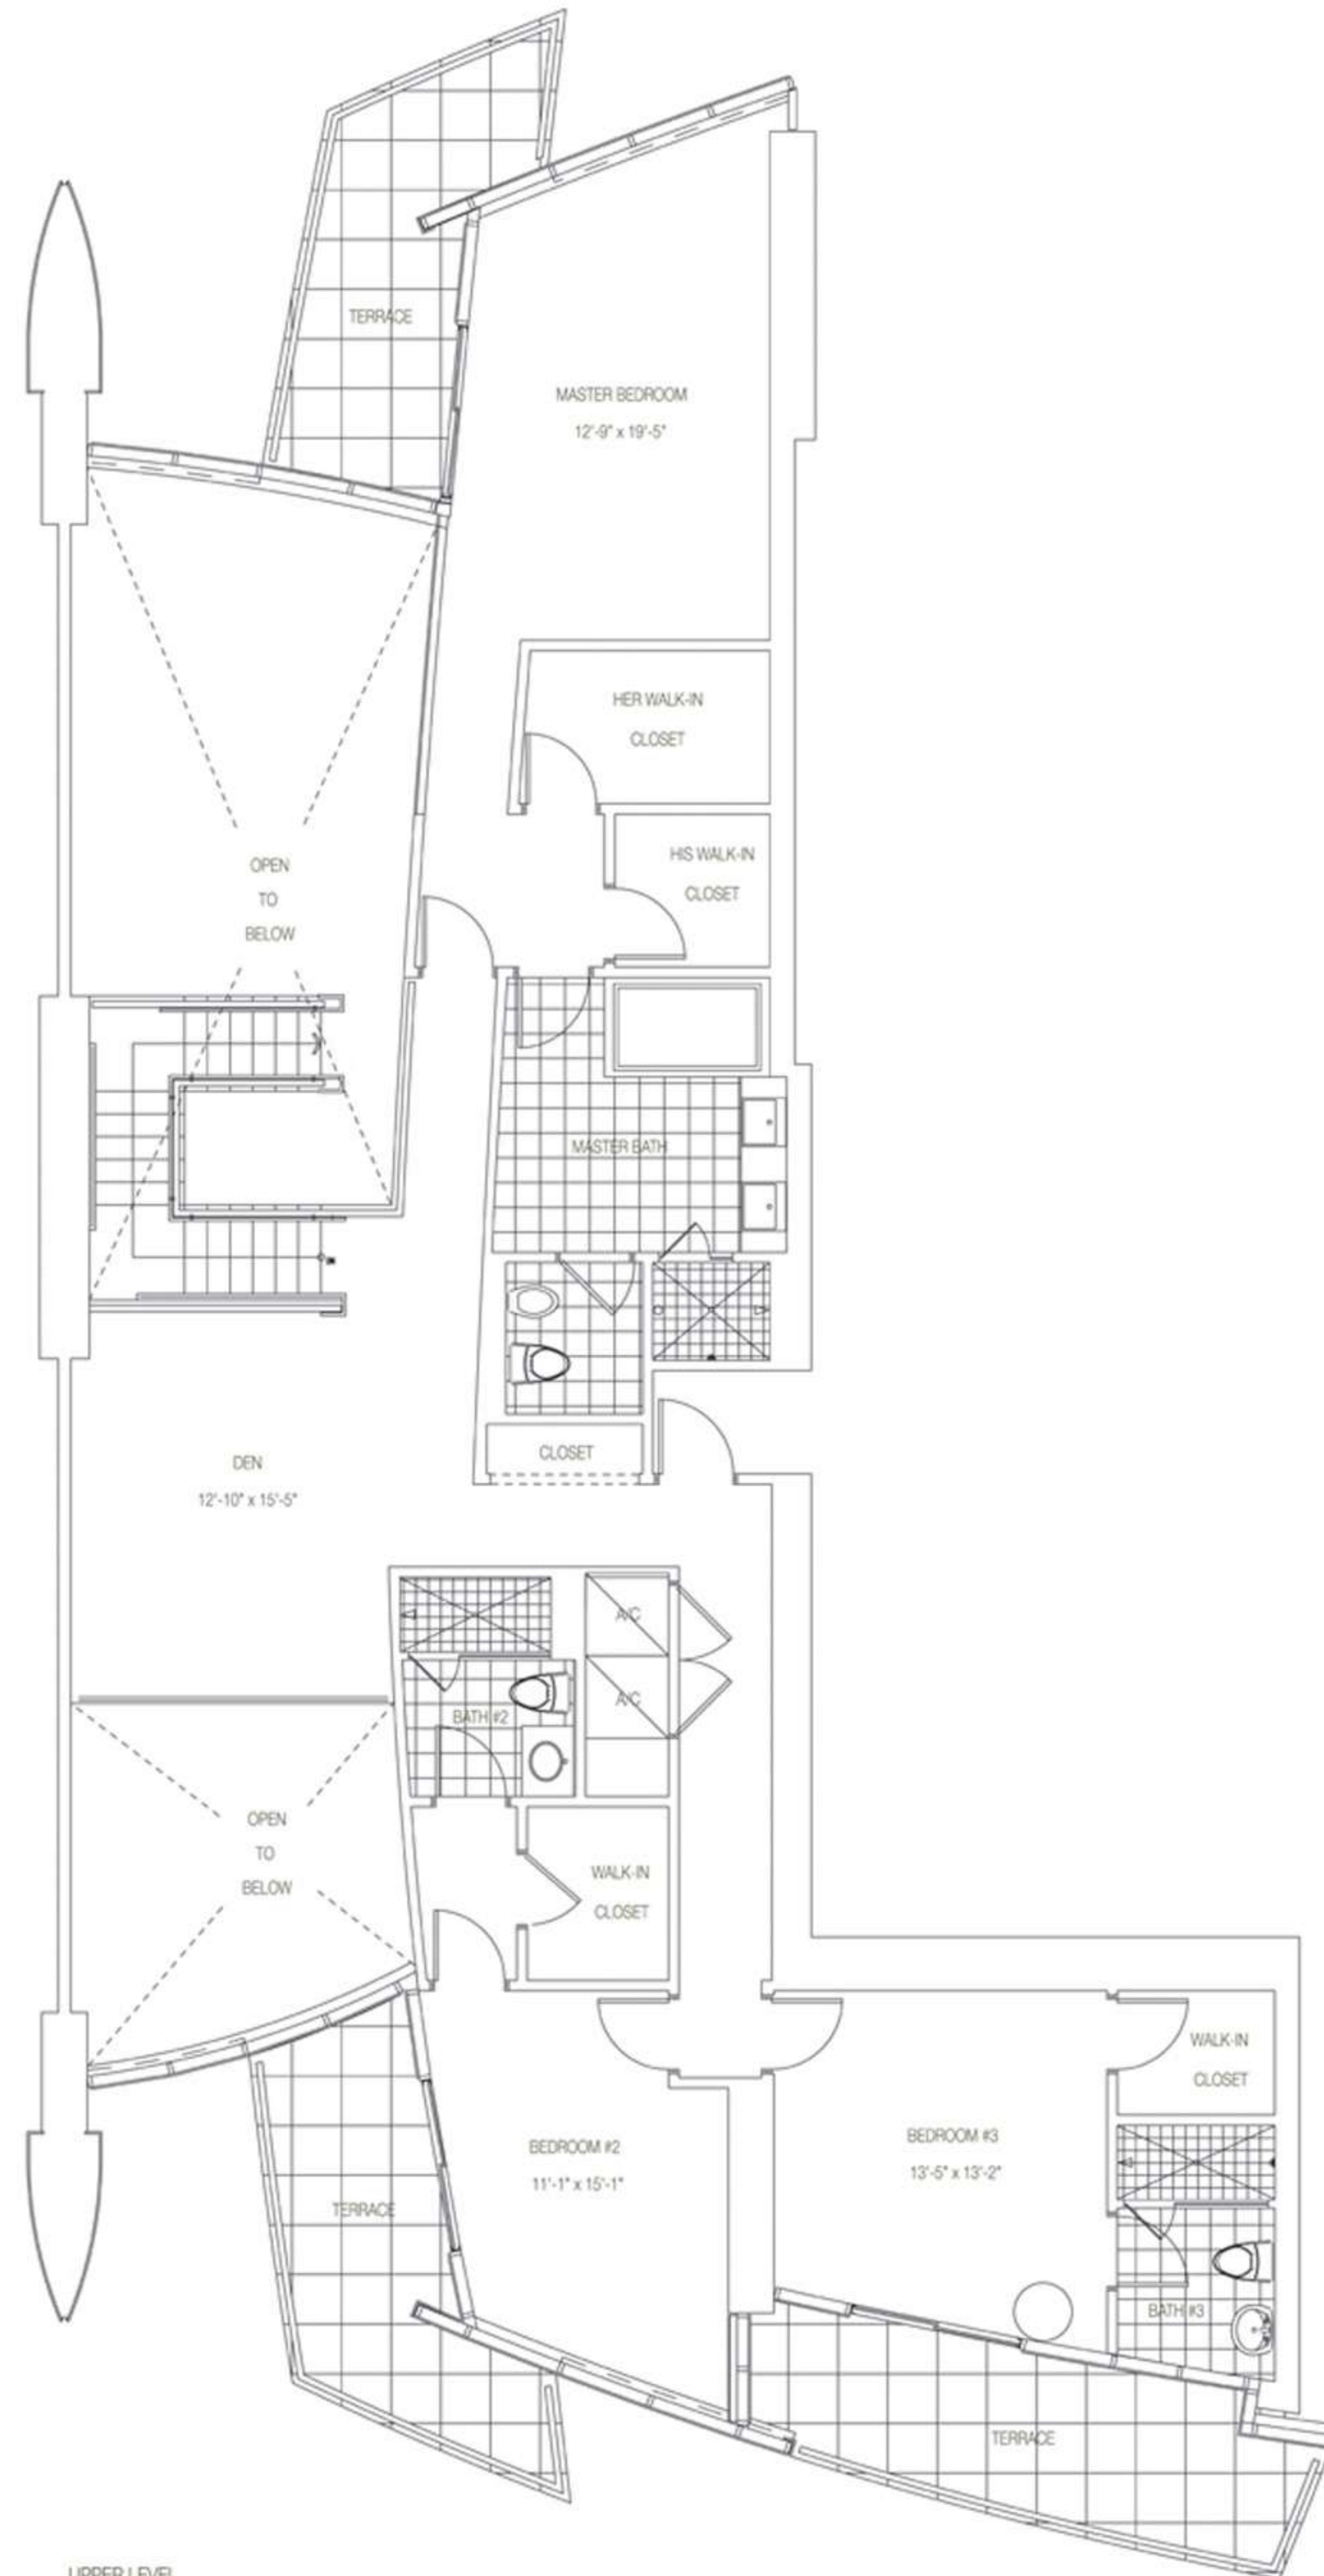 TERRACE
MASTER BEDROOM
12'-9" x 19'-5"
HER WALK-IN
CLOSET
HIS WALK-IN
CLOSET
OPEN
TO
BELOW
MASTER BATH
CLOSET
DEN
12'-10" x 15'-5"
A/C
A/C
BATH #2
OPEN
TO
BELOW
WALK-IN
CLOSET
WALK-IN
CLOSET
BEDROOM #2
11'-1" x 15'-1"
BEDROOM #3
13'-5" x 13'-2"
TERRACE
BATH #3
TERRACE
UPPER LEVEL